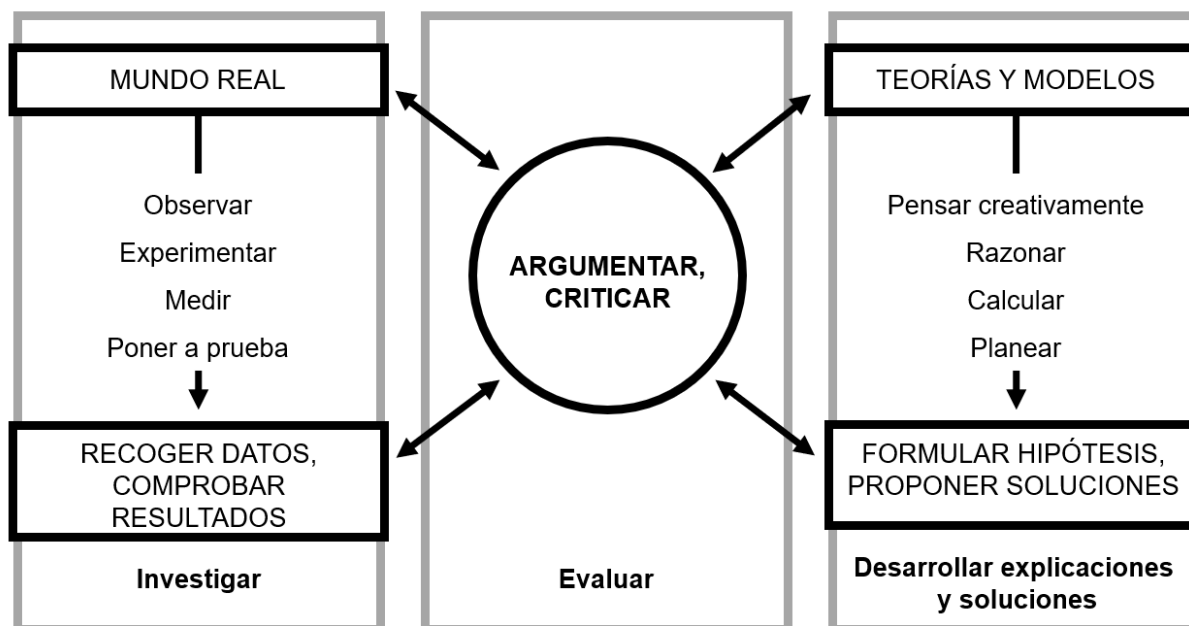 MUNDO REAL
Observar
Experimentar
Medir
Poner a prueba
RECOGER DATOS,
COMPROBAR
RESULTADOS
Investigar
ARGUMENTAR,
CRITICAR
Evaluar
TEORÍAS Y MODELOS
Pensar creativamente
Razonar
Calcular
Planear
FORMULAR HIPÓTESIS,
PROPONER SOLUCIONES
Desarrollar explicaciones
y soluciones